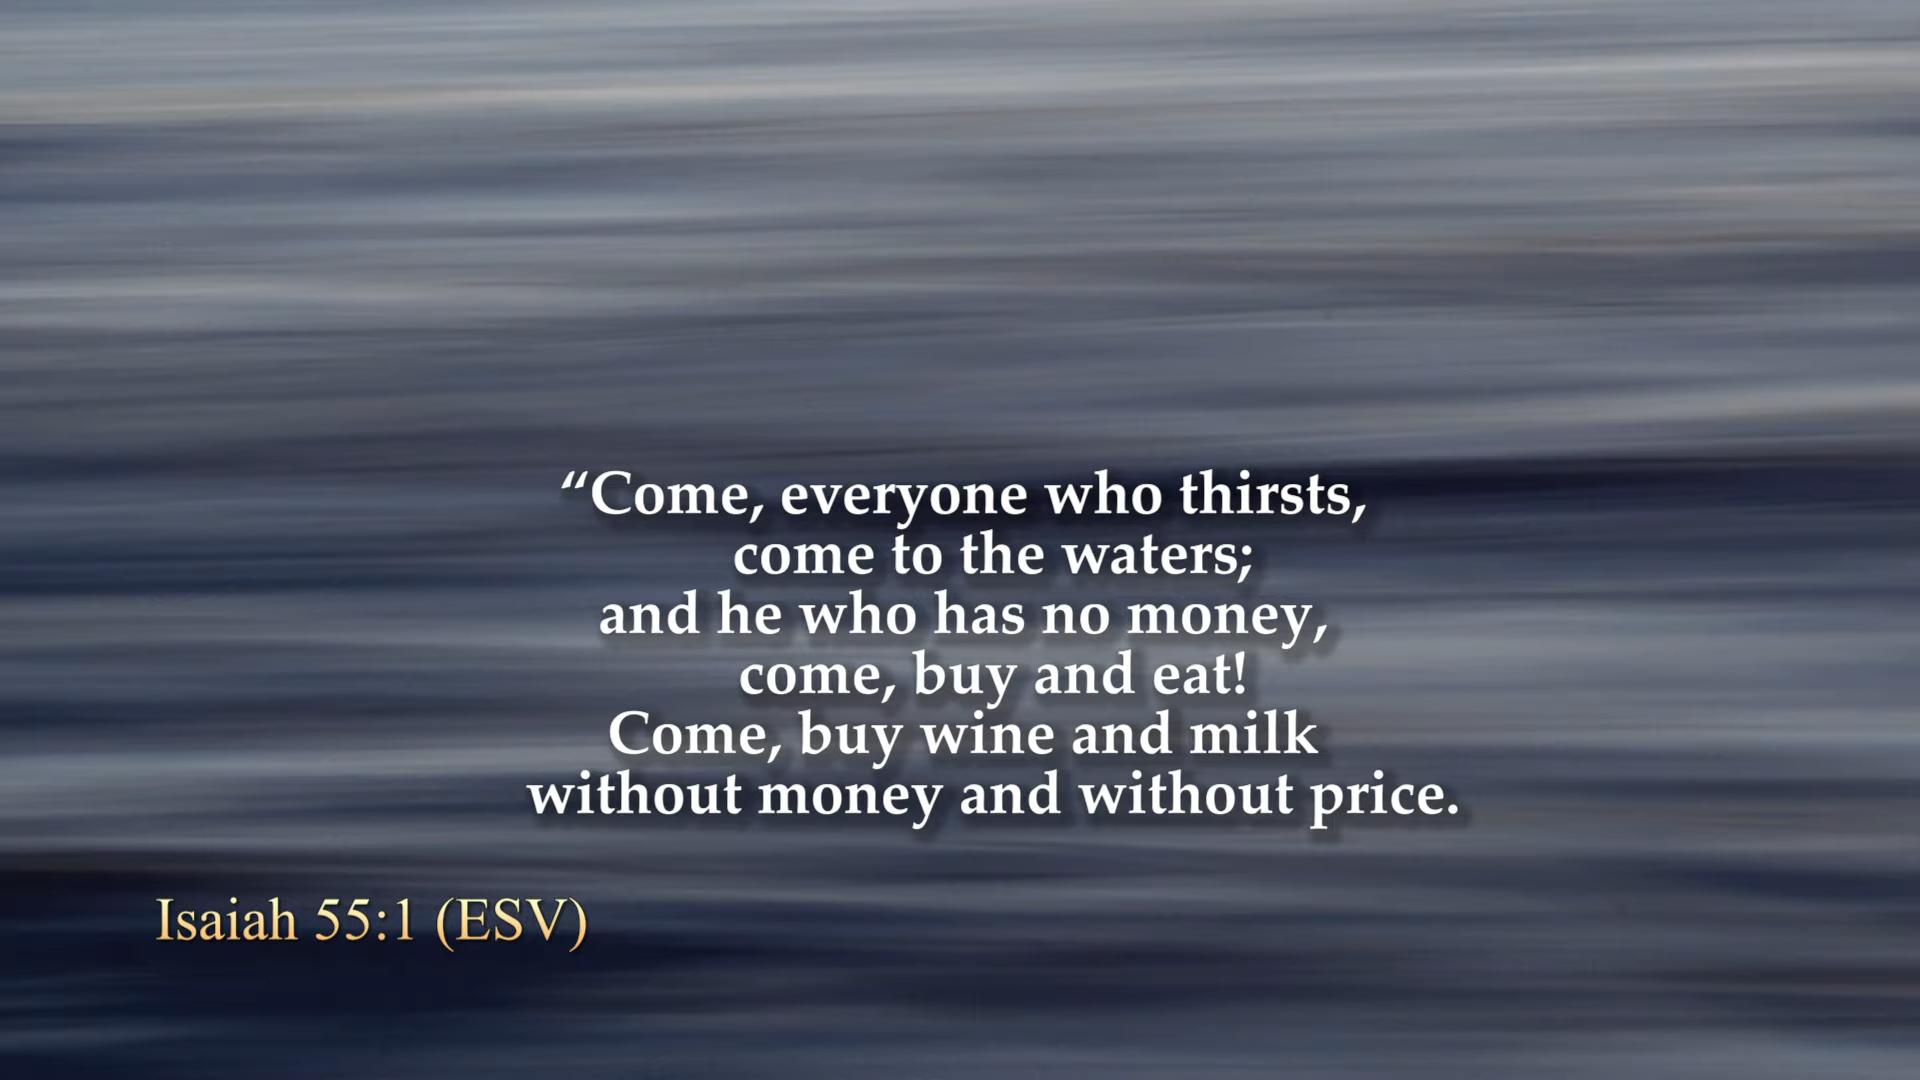 “Come, everyone who thirsts,
come to the waters;
and he who has no money,
come, buy and eat!
Come, buy wine and milk
without money and without price.
Isaiah 55:1 (ESV)